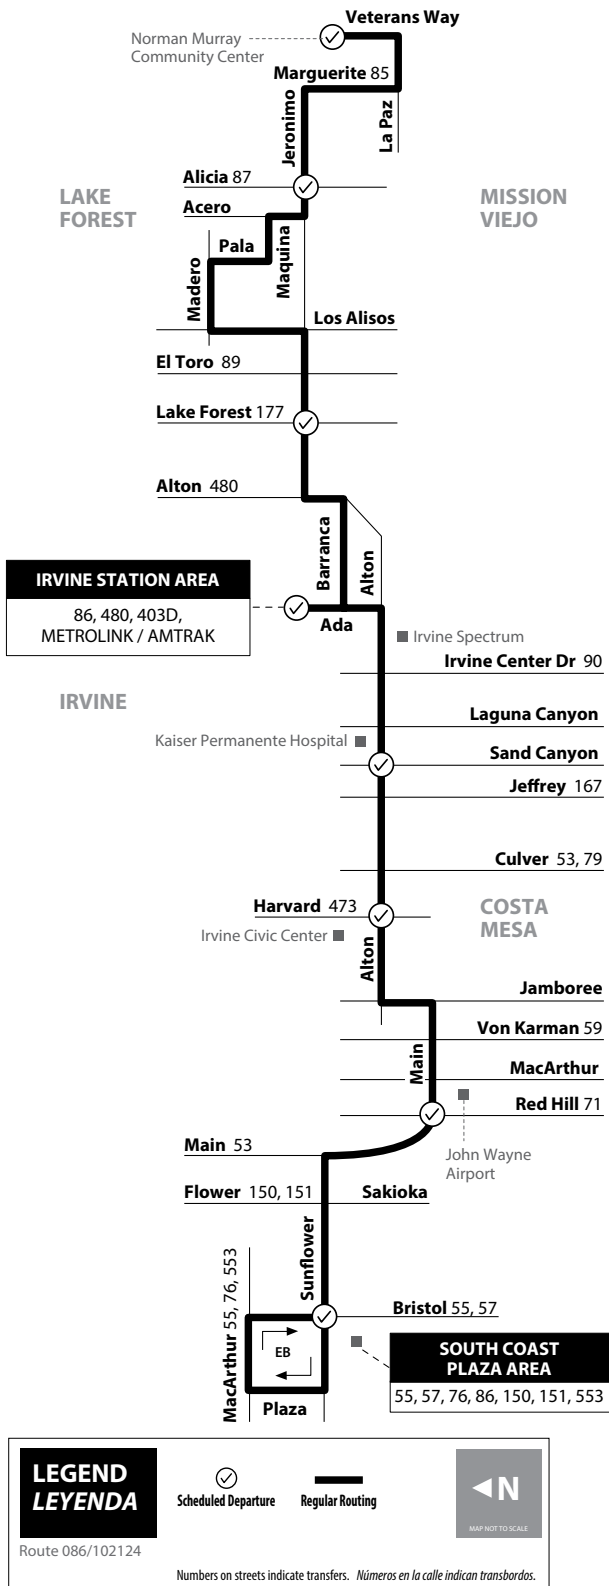 Veterans Way
Norman Murray
Community Center
Marguerite 85
Jeronimo
La Paz
Alicia 87
LAKE
FOREST
MISSION
VIEJO
Acero
Pala
Maquina
Madero
Los Alisos
El Toro 89
Lake Forest 177
Alton 480
Barranca
Alton
IRVINE STATION AREA
86, 480, 403D,
METROLINK / AMTRAK
Ada
Irvine Spectrum
Irvine Center Dr 90
IRVINE
Laguna Canyon
Kaiser Permanente Hospital
Sand Canyon
Jeffrey 167
Culver 53, 79
Harvard 473
COSTA
MESA
Irvine Civic Center
Alton
Jamboree
Von Karman 59
Main
MacArthur
Red Hill 71
Main 53
John Wayne
Airport
Flower 150, 151
Sakioka
Sunflower
MacArthur 55, 76, 553
Bristol 55, 57
EB
SOUTH COAST
PLAZA AREA
55, 57, 76, 86, 150, 151, 553
Plaza
LEGEND
LEYENDA
Scheduled Departure
Regular Routing
N
MAP NOT TO SCALE
Route 086/102124
Numbers on streets indicate transfers. Números en la calle indican transbordos.